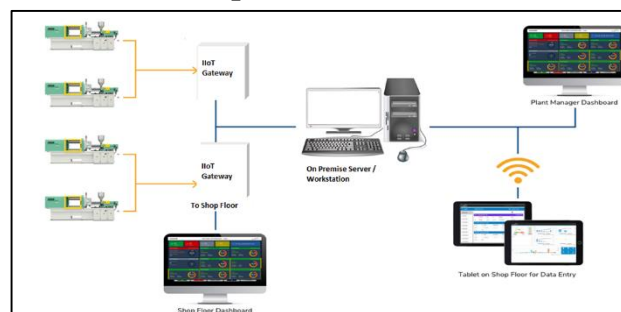 IIoT
Gateway
IIoT
Gateway
To Shop Floor
On Premise Server /
Workstation
Plant Manager Dashboard
Tablet on Shop Floor for Data Entry
Shop Floor Dashboard